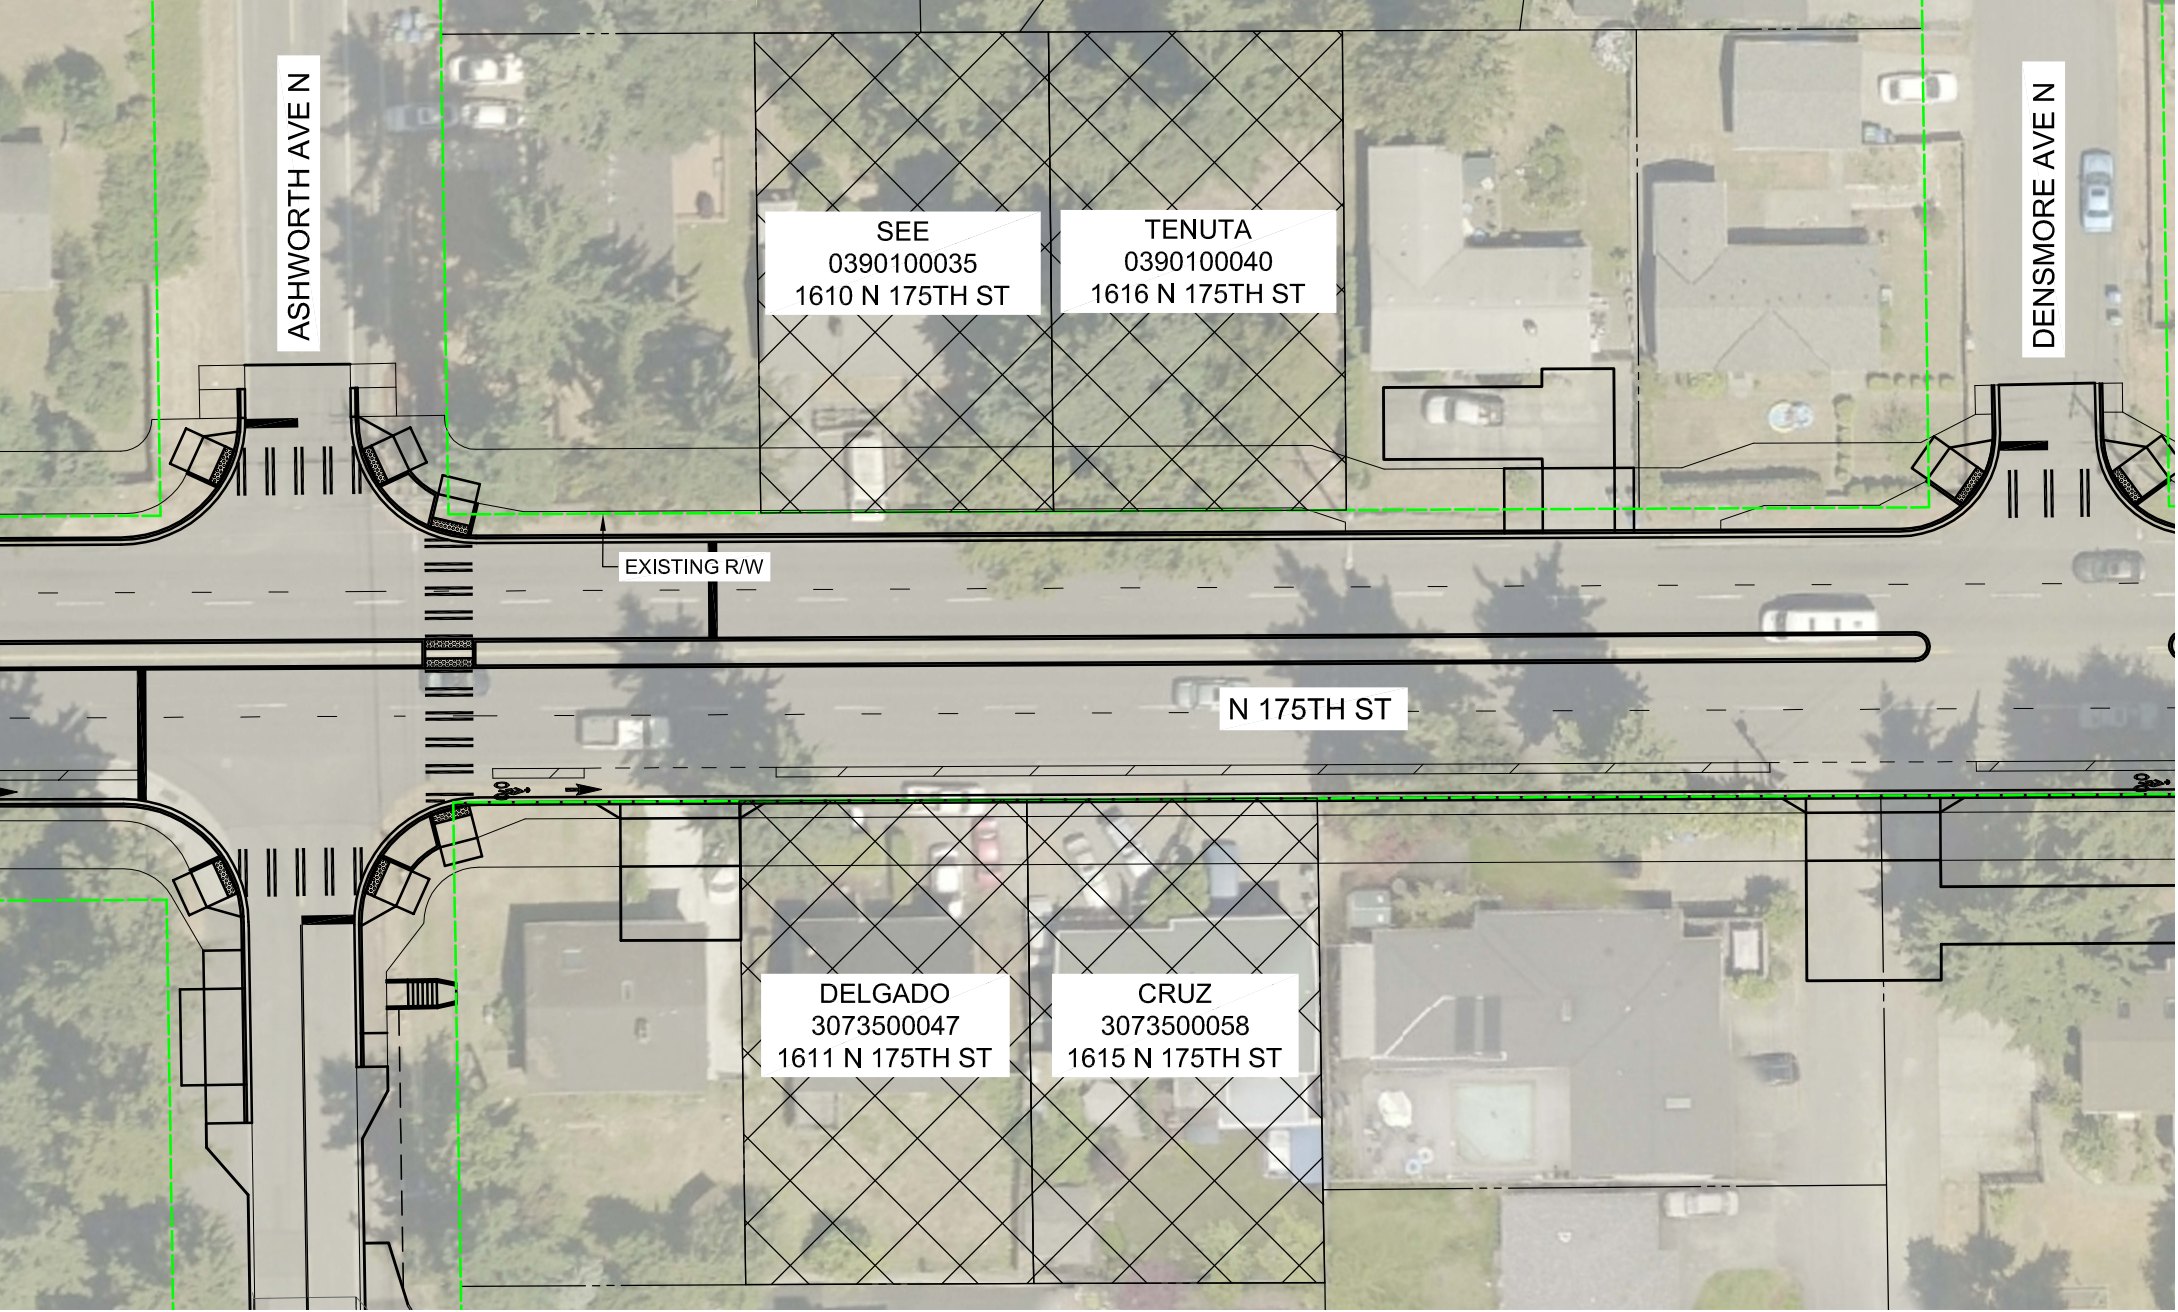 ASHWORTH AVE N
DENSMORE AVE N
SEE
0390100035
1610 N 175TH ST
TENUTA
0390100040
1616 N 175TH ST
EXISTING R/W
N 175TH ST
DELGADO
3073500047
1611 N 175TH ST
CRUZ
3073500058
1615 N 175TH ST